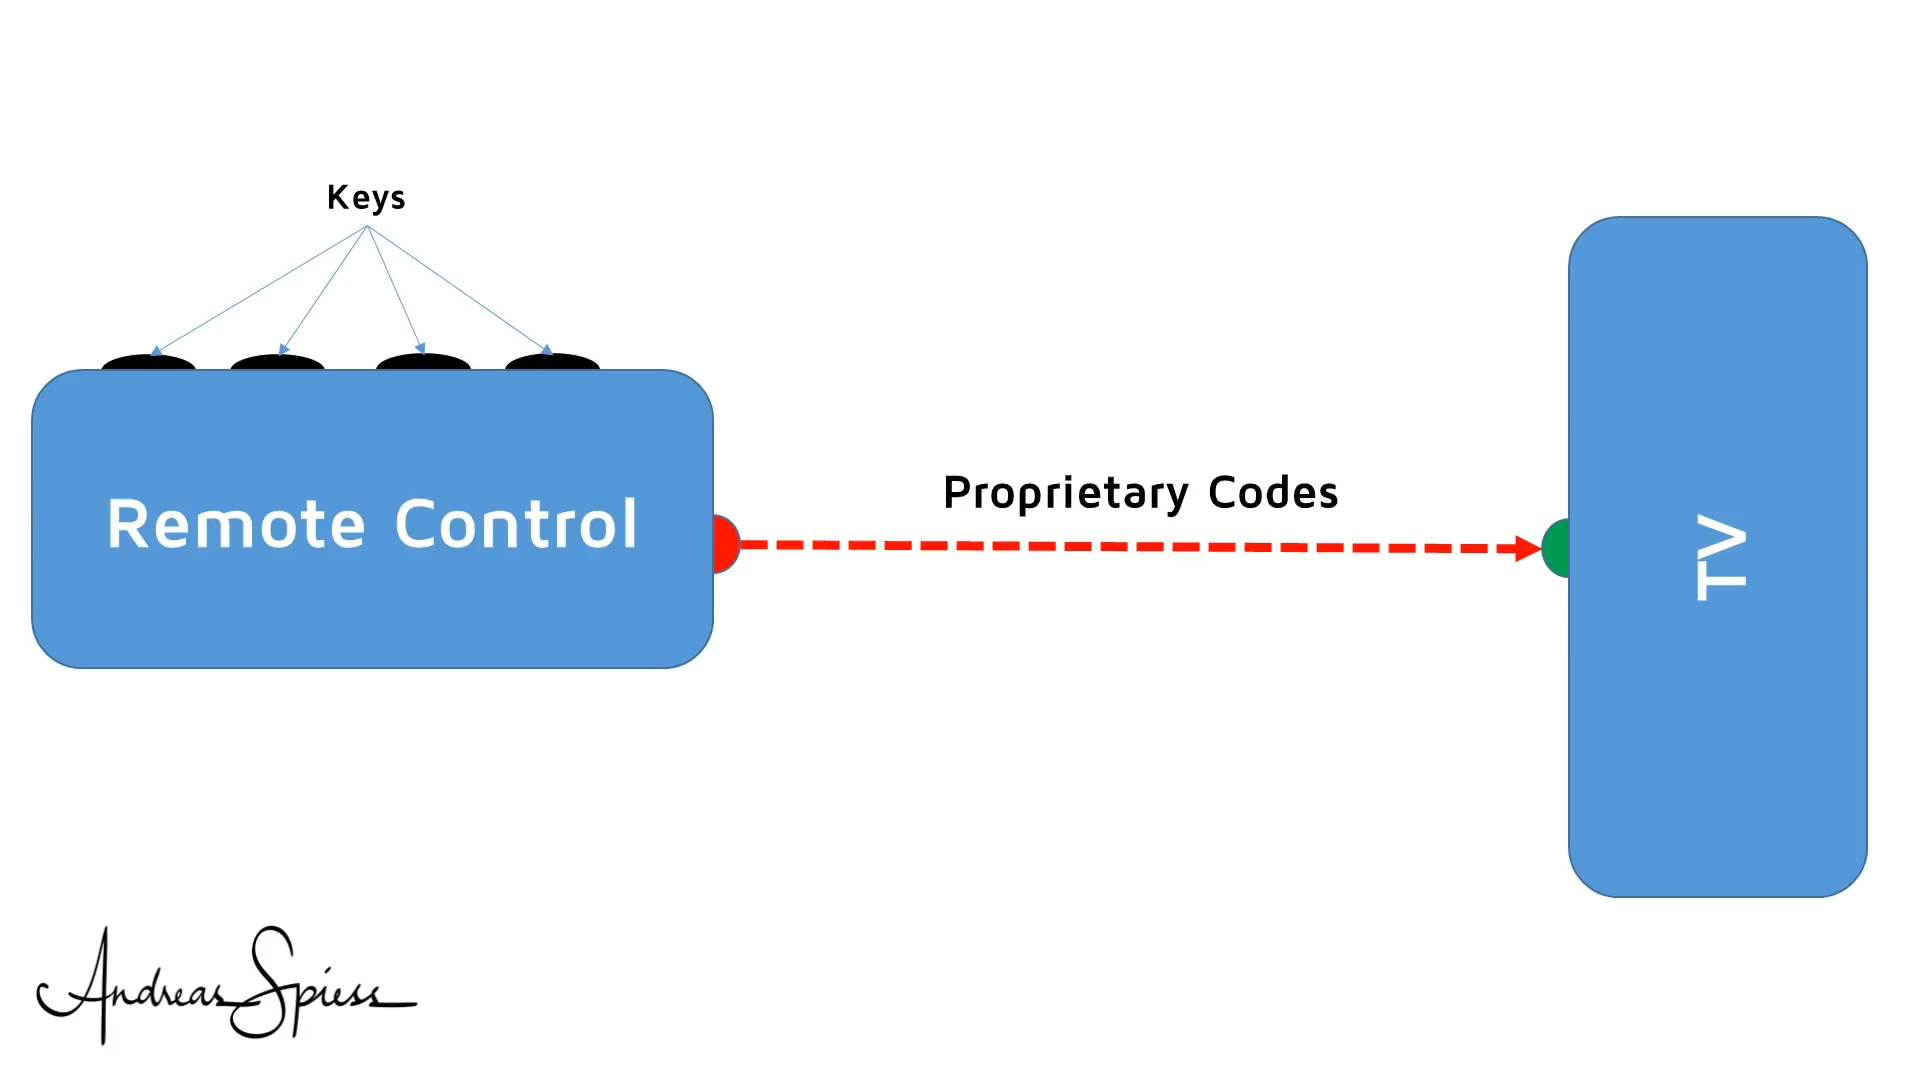 Keys
Remote Control
Proprietary Codes
TV
Andreas Spiess